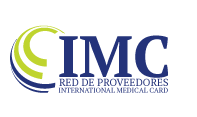 IMC
RED DE PROVEEDORES
INTERNATIONAL MEDICAL CARD